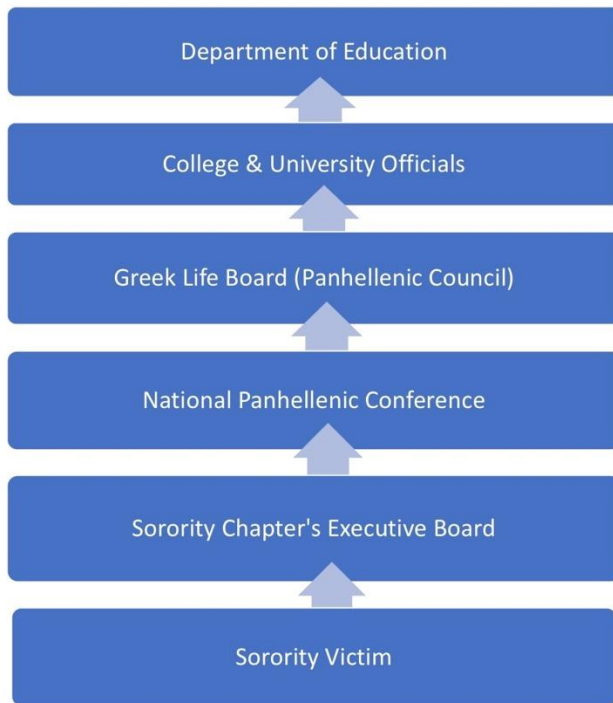 Department of Education
College & University Officials
Greek Life Board (Panhellenic Council)
National Panhellenic Conference
Sorority Chapter's Executive Board
Sorority Victim